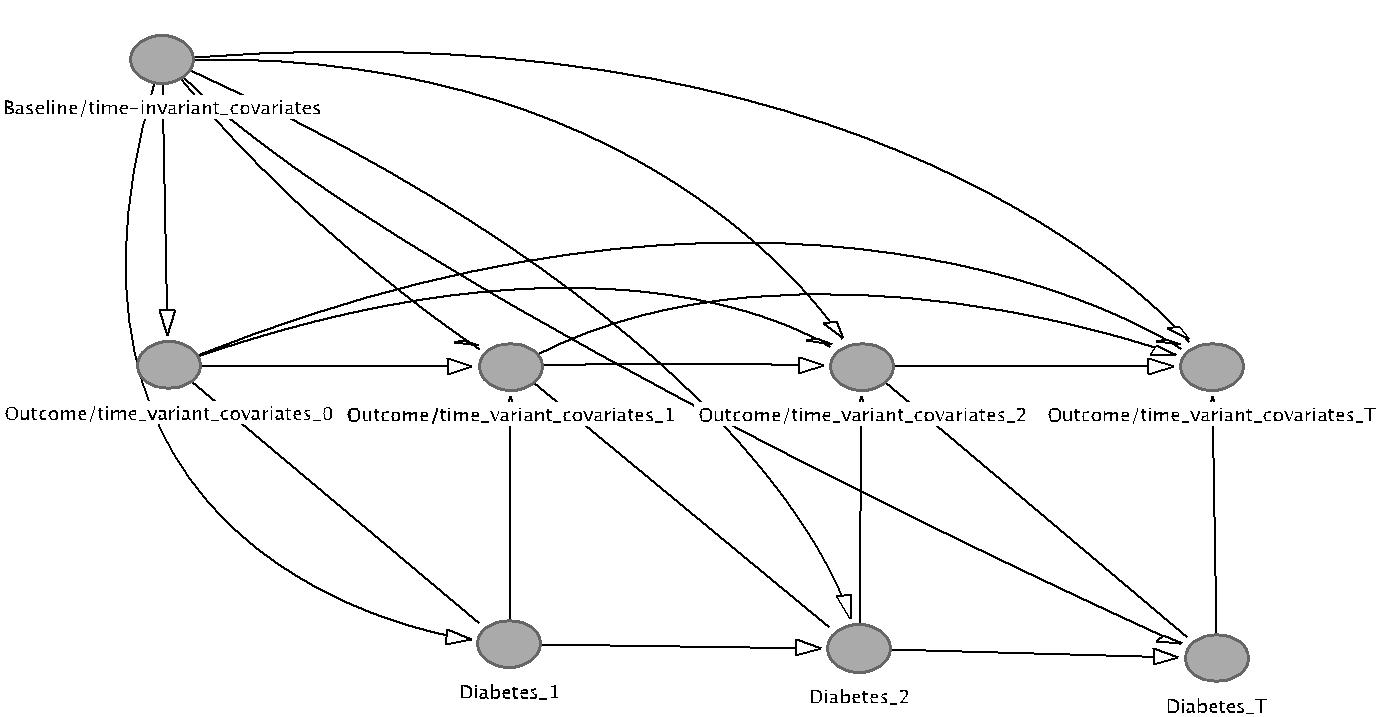 Baseline/time-invariant_covariates
Outcome/time_variant_covariates_0
Outcome/time_variant_covariates_1
Outcome/time_variant_covariates_2
Outcome/time_variant_covariates_T
Diabetes_1
Diabetes_2
Diabetes_T